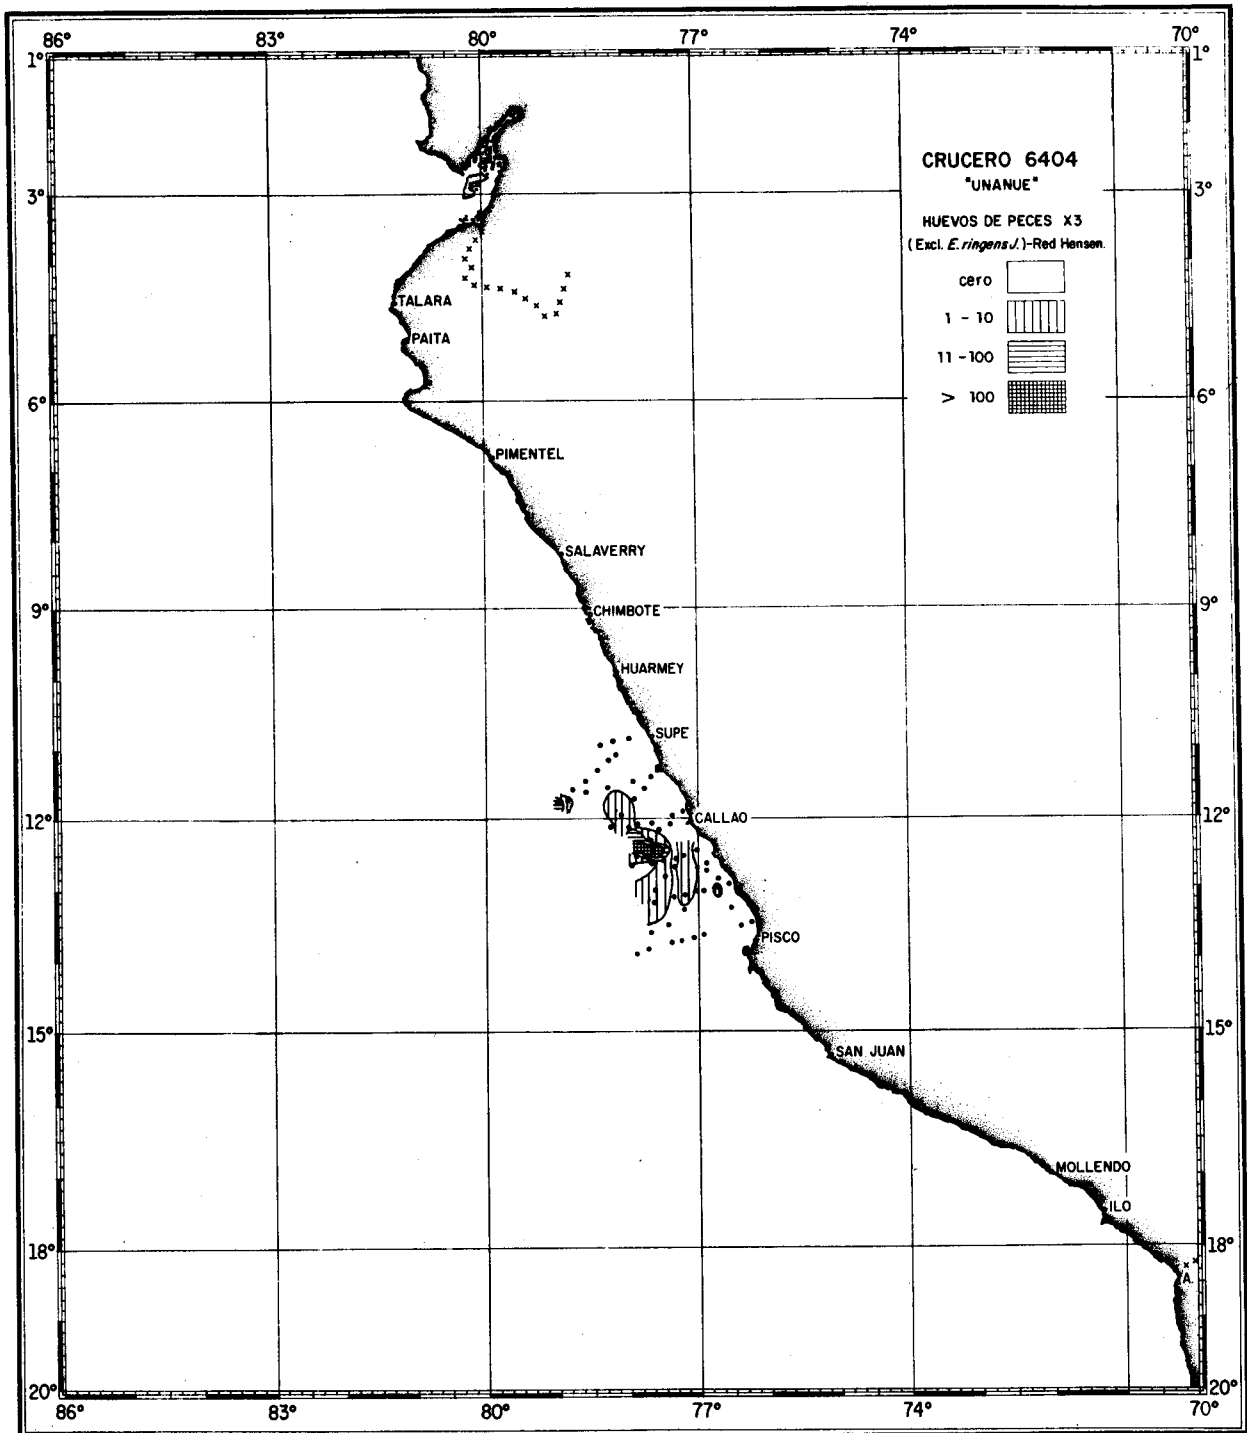 86° 83° 80° 77° 74° 70°
1° 1°
CRUCERO 6404
"UNANUE"
3° 3°
HUEVOS DE PECES X3
(Excl. E. ringens J.)-Red Hensen.
cero
TALARA
1 - 10
PAITA
11 - 100
> 100
6° 6°
PIMENTEL
SALAVERRY
9° 9°
CHIMBOTE
HUARMEY
SUPE
12° 12°
CALLAO
PISCO
15° 15°
SAN JUAN
MOLLENDO
ILO
18° 18°
A.
20° 20°
86° 83° 80° 77° 74° 70°